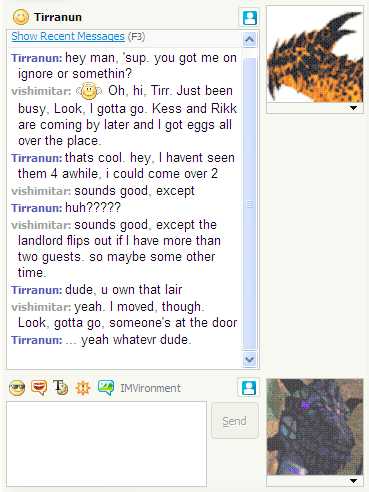 Tirranun
Show Recent Messages (F3)
Tirranun: hey man, 'sup. you got me on
ignore or somethin?
vishimitar: Oh, hi, Tirr. Just been
busy, Look, I gotta go. Kess and Rikk
are coming by later and I got eggs all
over the place.
Tirranun: thats cool. hey, I havent seen
them 4 awhile, i could come over 2
vishimitar: sounds good, except
Tirranun: huh?????
vishimitar: sounds good, except the
landlord flips out if I have more than
two guests. so maybe some other
time.
Tirranun: dude, u own that lair
vishimitar: yeah. I moved, though.
Look, gotta go, someone's at the door
Tirranun: ... yeah whatevr dude.
IMVironment
Send